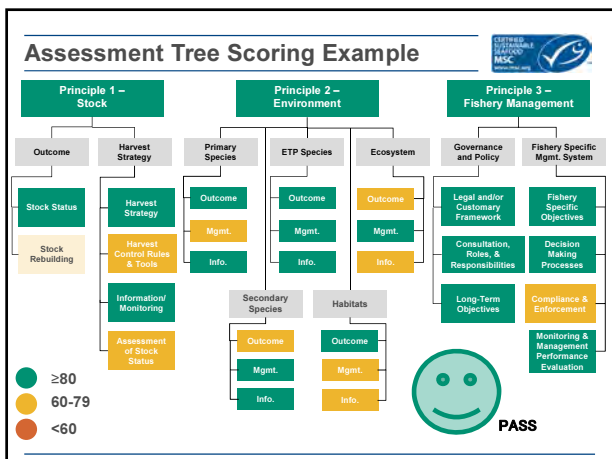 Assessment Tree Scoring Example
CERTIFIED
SUSTAINABLE
SEAFOOD
MSC
www.msc.org
Principle 1 –
Stock
Principle 2 –
Environment
Principle 3 –
Fishery Management
Outcome
Harvest
Strategy
Primary
Species
ETP Species
Ecosystem
Governance
and Policy
Fishery Specific
Mgmt. System
Stock Status
Stock
Rebuilding
Harvest
Strategy
Harvest
Control Rules
& Tools
Information/
Monitoring
Assessment
of Stock
Status
Outcome
Mgmt.
Info.
Outcome
Mgmt.
Info.
Outcome
Mgmt.
Info.
Secondary
Species
Habitats
Outcome
Mgmt.
Info.
Outcome
Mgmt.
Info.
Legal and/or
Customary
Framework
Consultation,
Roles, &
Responsibilities
Long-Term
Objectives
Fishery
Specific
Objectives
Decision
Making
Processes
Compliance &
Enforcement
Monitoring &
Management
Performance
Evaluation
≥80
60-79
<60
PASS